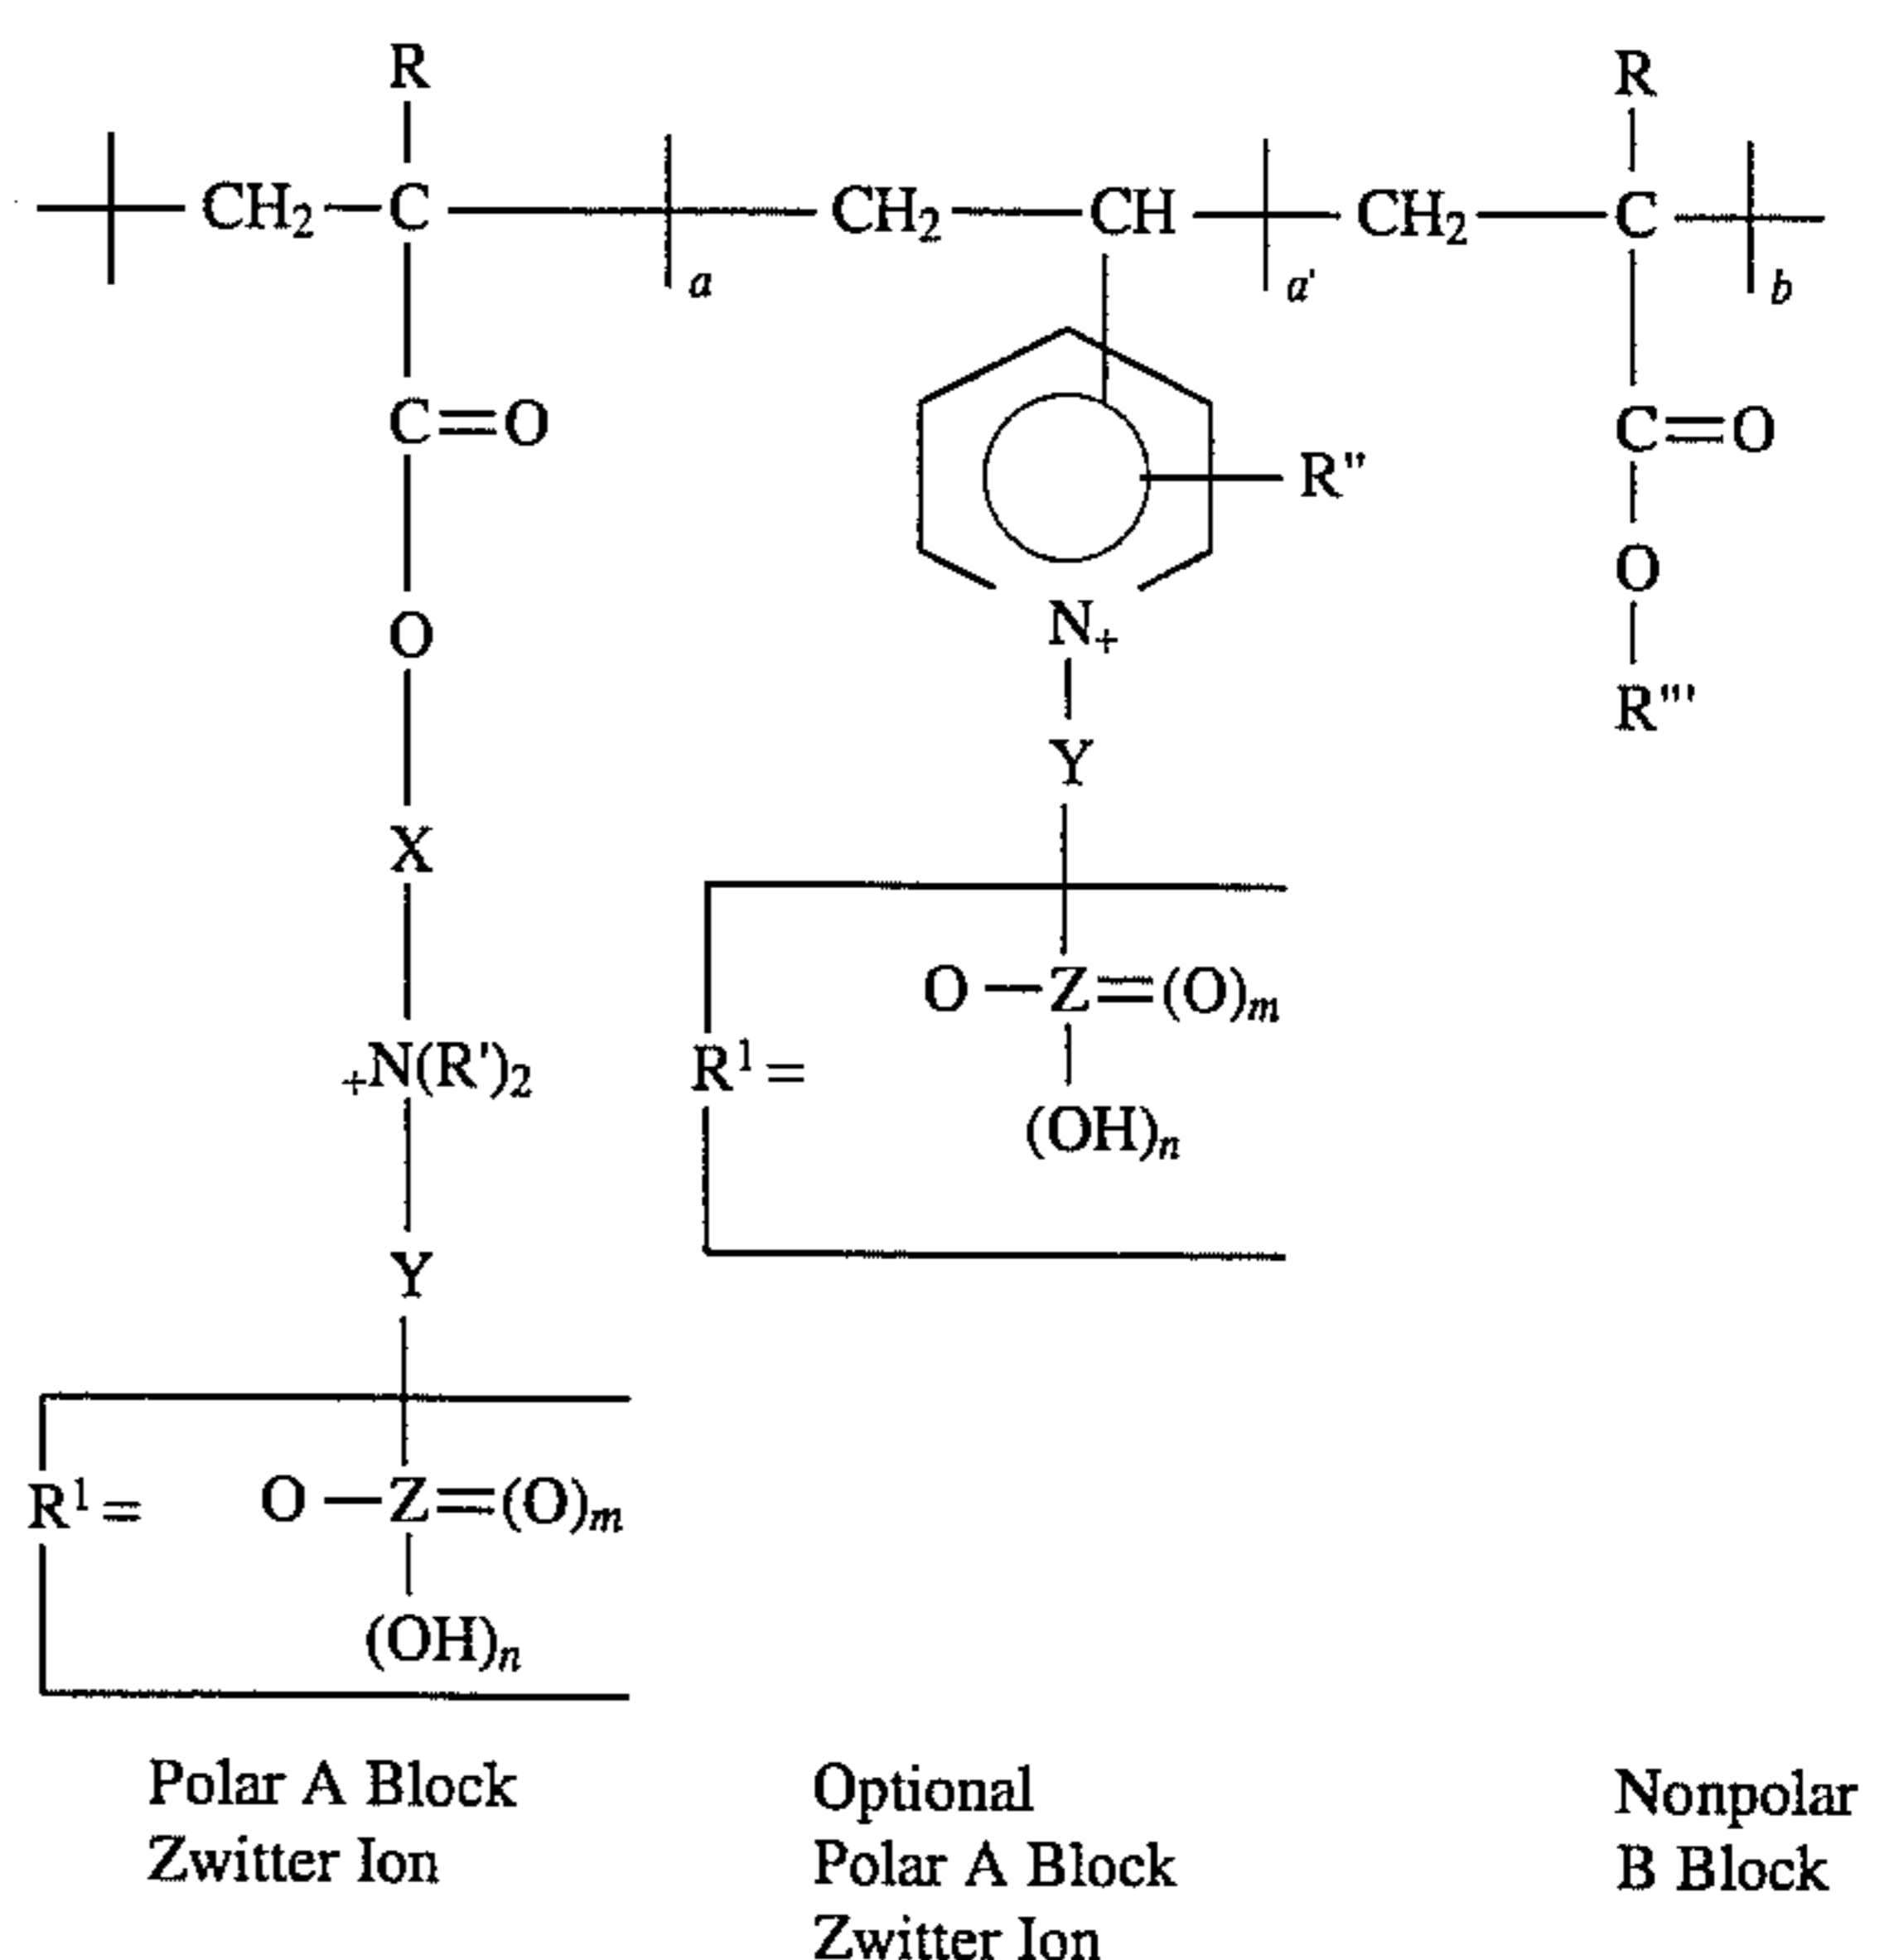 R R
CH₂—C a CH₂—CH a' CH₂—C b
C=O C=O
R"
O O
N+
R'''
Y
X
O—Z=(O)m
+N(R')₂ R¹=
(OH)n
Y
R¹= O—Z=(O)m
(OH)n
Polar A Block
Zwitter Ion
Optional
Polar A Block
Zwitter Ion
Nonpolar
B Block